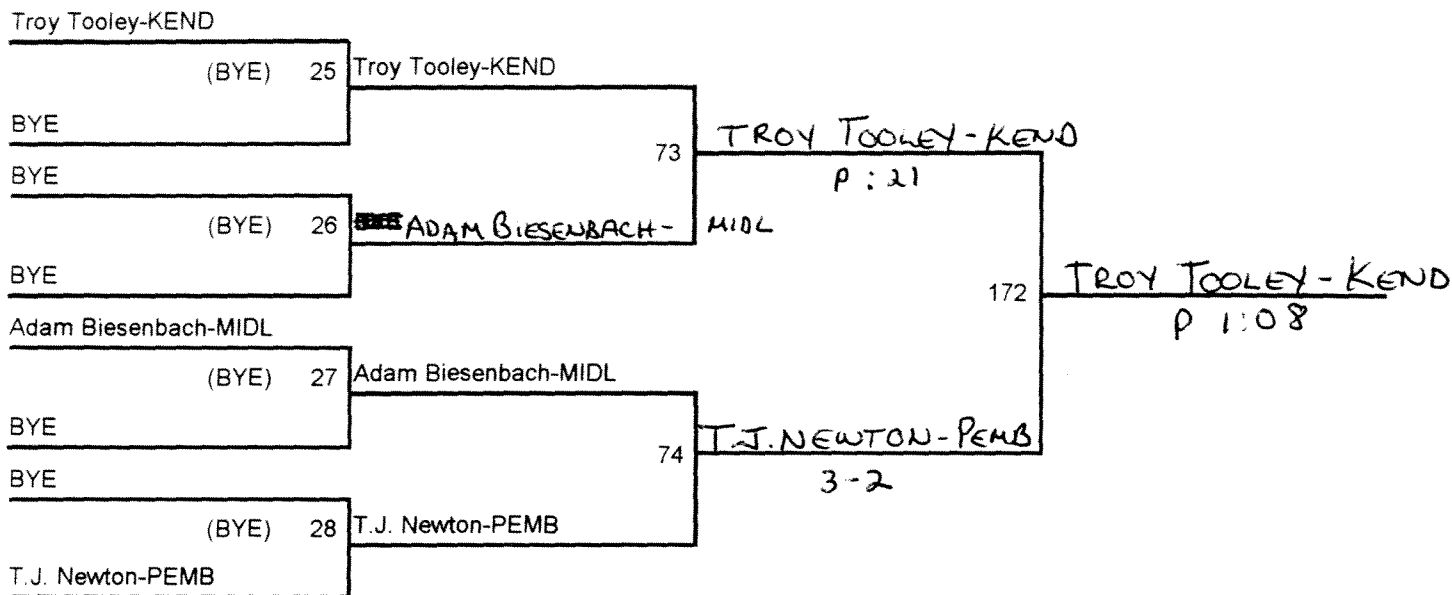 Troy Tooley-KEND
(BYE) 25 Troy Tooley-KEND
BYE
73 TROY TOOLEY-KEND
P :21
BYE
(BYE) 26 ADAM BIESENBACH- MIDL
BYE
172 TROY TOOLEY-KEND
P 1:08
Adam Biesenbach-MIDL
(BYE) 27 Adam Biesenbach-MIDL
BYE
74 T.J. NEWTON-PEMB
3-2
BYE
(BYE) 28 T.J. Newton-PEMB
T.J. Newton-PEMB